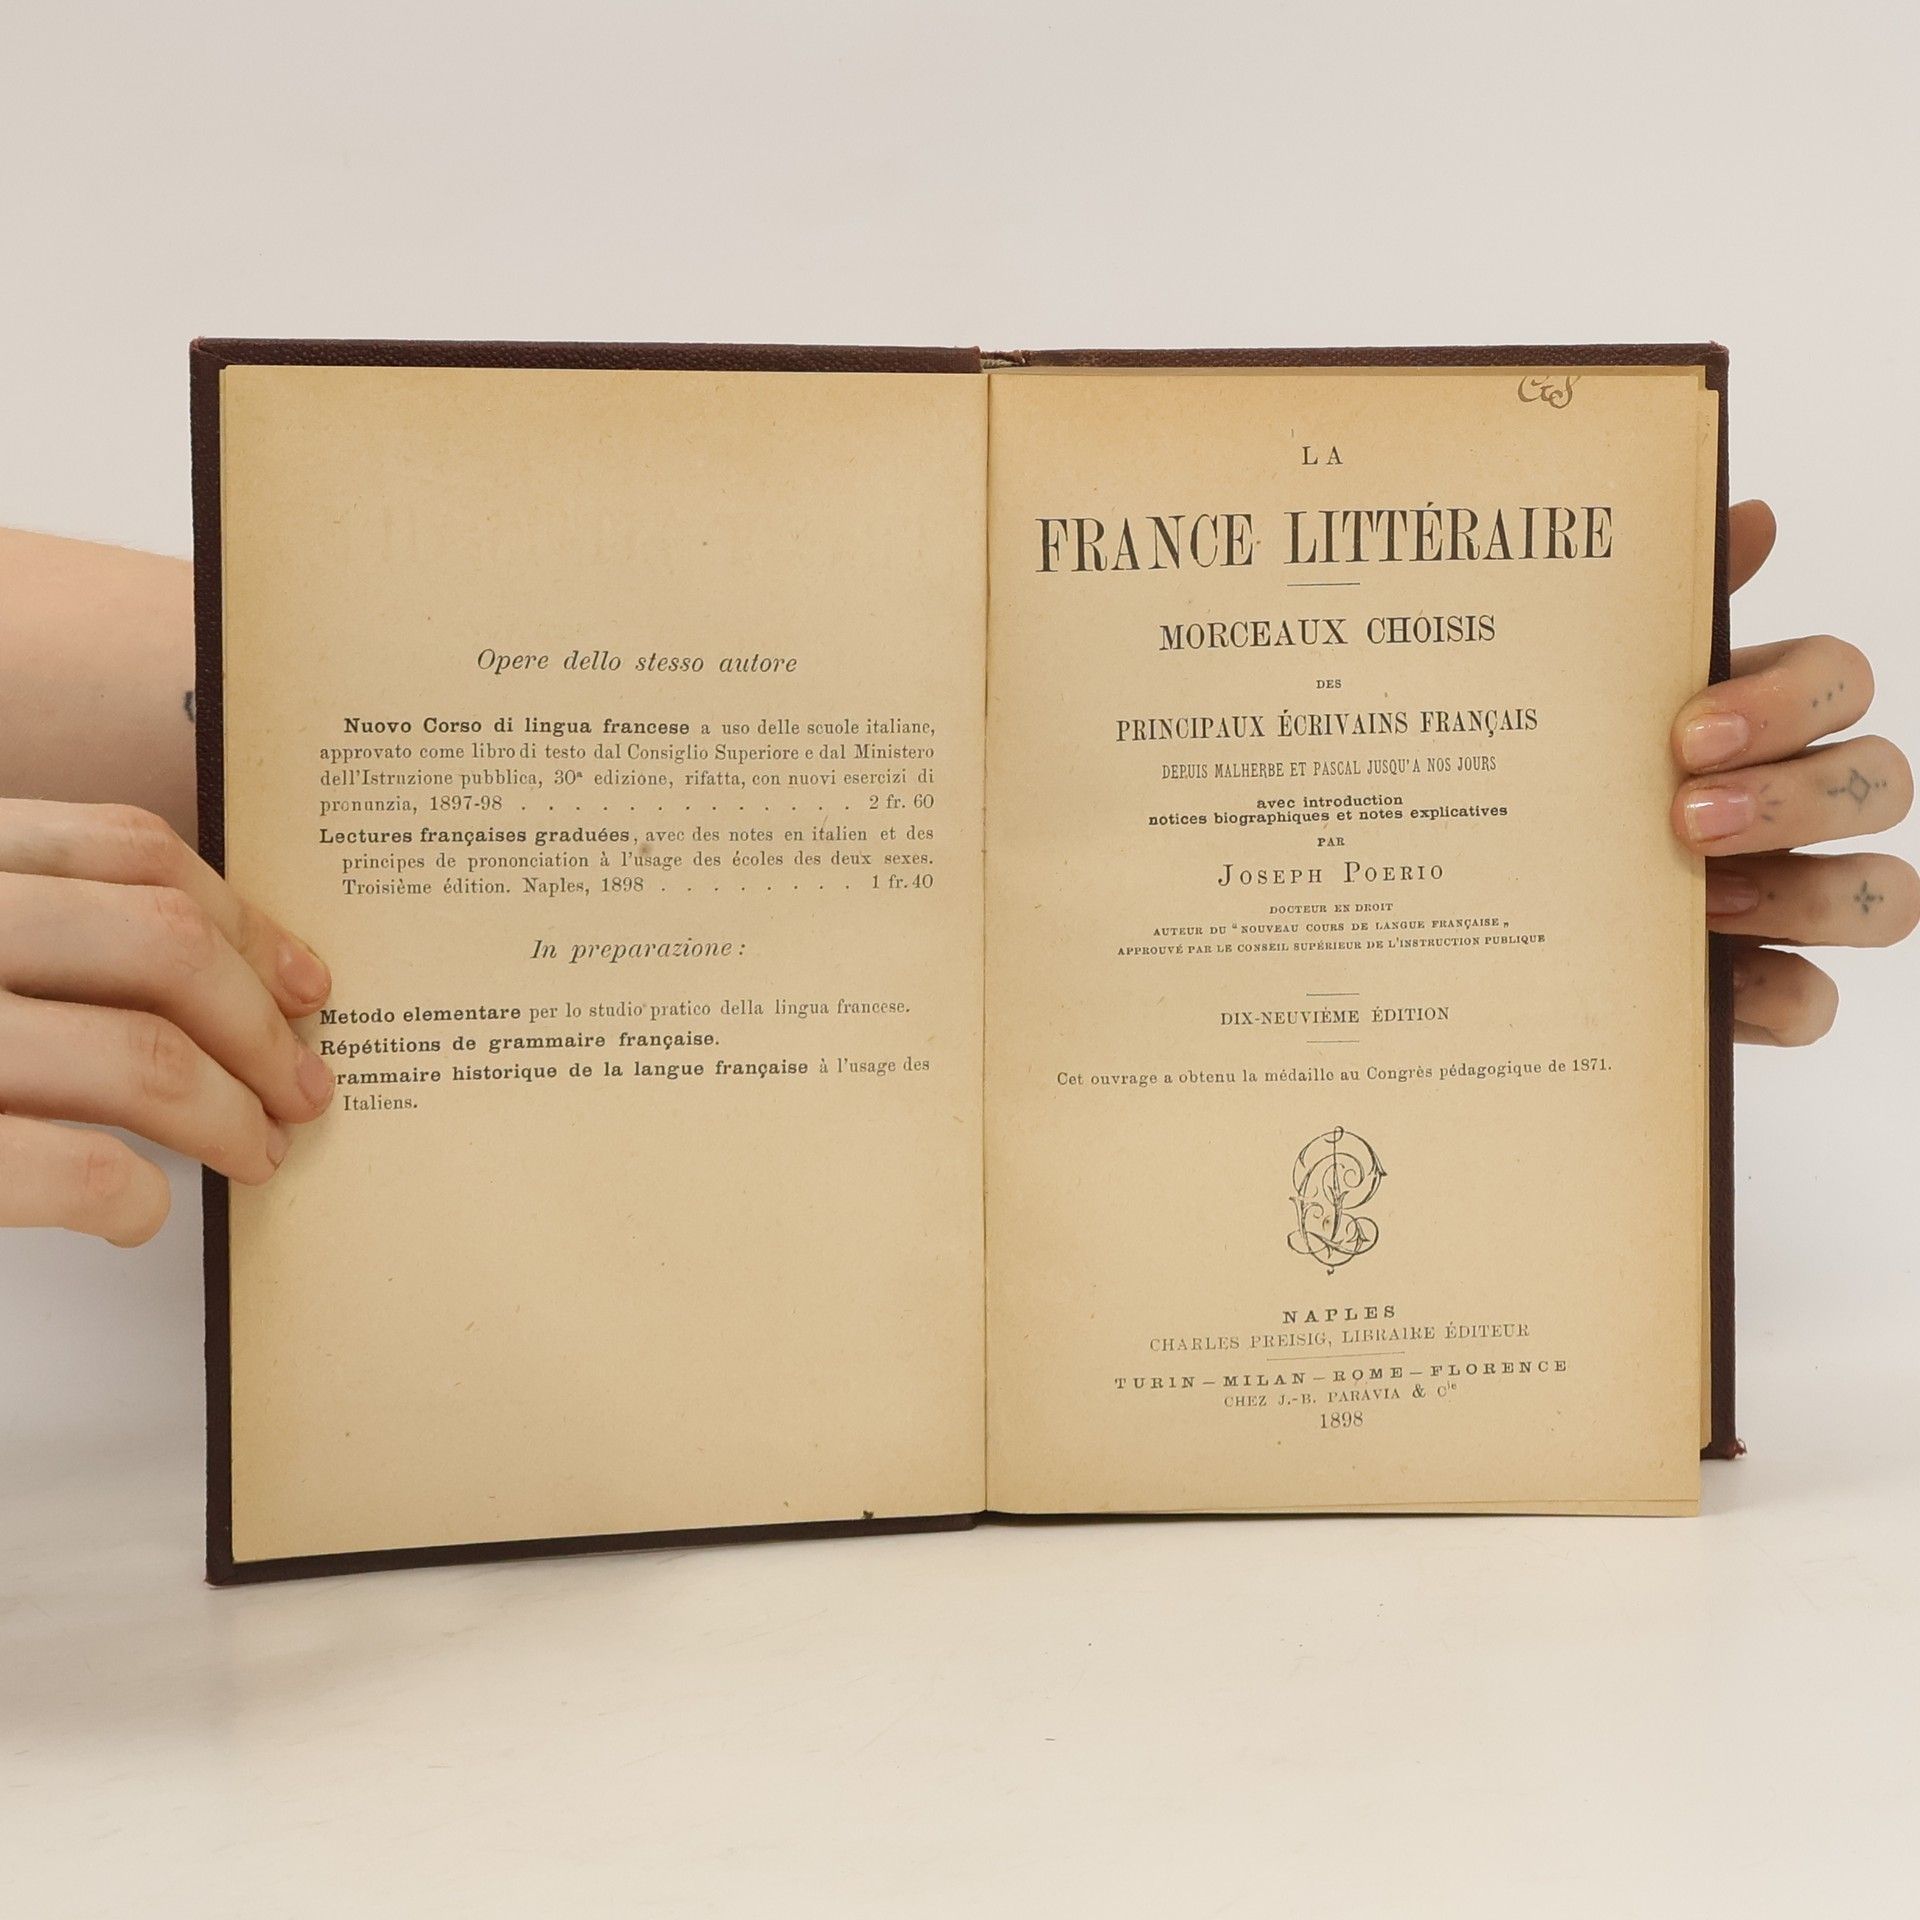 Opere dello stesso autore
Nuovo Corso di lingua francese a uso delle scuole italiane,
approvato come libro di testo dal Consiglio Superiore e dal Ministero
dell'Istruzione pubblica, 30ª edizione, rifatta, con nuovi esercizi di
pronunzia, 1897-98 . . . . . . . . . . . . . 2 fr. 60
Lectures françaises graduées, avec des notes en italien et des
principes de prononciation à l'usage des écoles des deux sexes.
Troisième édition. Naples, 1898 . . . . . . . . 1 fr. 40
In preparazione:
Metodo elementare per lo studio pratico della lingua francese.
Répétitions de grammaire française.
rammaire historique de la langue française à l'usage des
Italiens.
LA
FRANCE LITTÉRAIRE
MORCEAUX CHOISIS
DES
PRINCIPAUX ÉCRIVAINS FRANÇAIS
DEPUIS MALHERBE ET PASCAL JUSQU'A NOS JOURS
avec introduction
notices biographiques et notes explicatives
PAR
JOSEPH POERIO
DOCTEUR EN DROIT
AUTEUR DU “ NOUVEAU COURS DE LANGUE FRANÇAISE „
APPROUVÉ PAR LE CONSEIL SUPÉRIEUR DE L'INSTRUCTION PUBLIQUE
DIX-NEUVIÈME ÉDITION
Cet ouvrage a obtenu la médaille au Congrès pédagogique de 1871.
NAPLES
CHARLES PREISIG, LIBRAIRE ÉDITEUR
TURIN — MILAN — ROME — FLORENCE
CHEZ J.-B. PARAVIA & Cie
1898